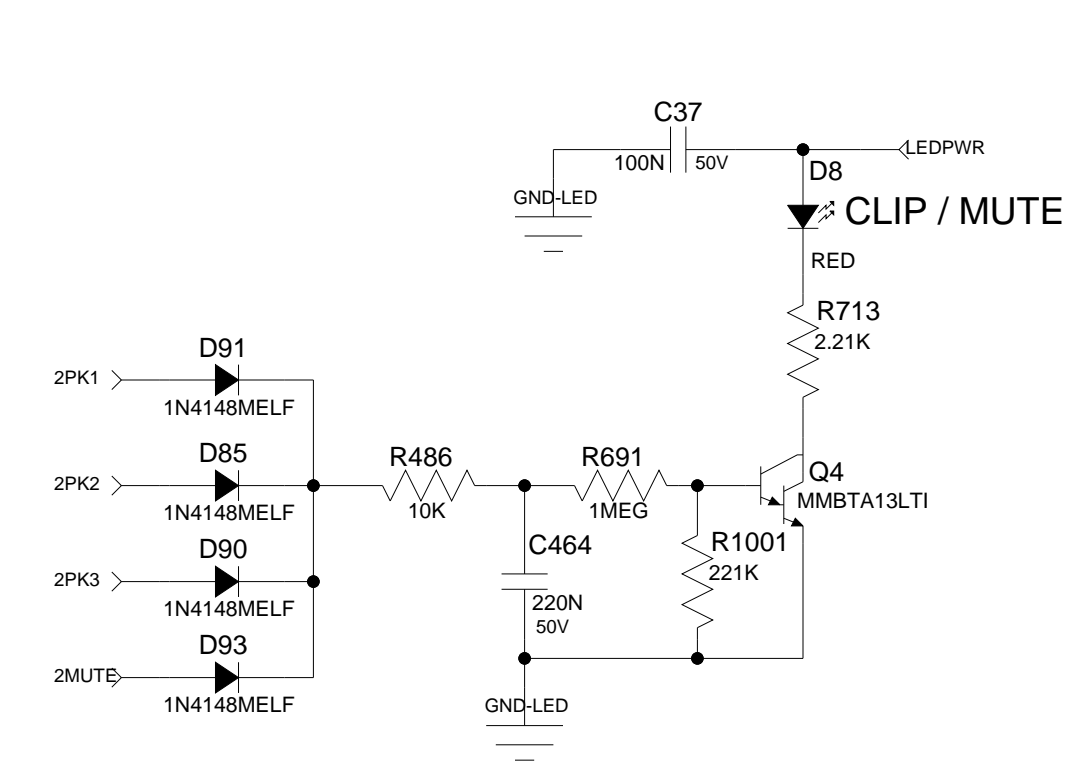 C37
100N
50V
LEDPWR
D8
GND-LED
CLIP / MUTE
RED
R713
2.21K
D91
2PK1
1N4148MELF
D85
2PK2
1N4148MELF
R486
10K
R691
1MEG
Q4
MMBTA13LTI
D90
2PK3
1N4148MELF
C464
220N
50V
R1001
221K
D93
2MUTE
1N4148MELF
GND-LED